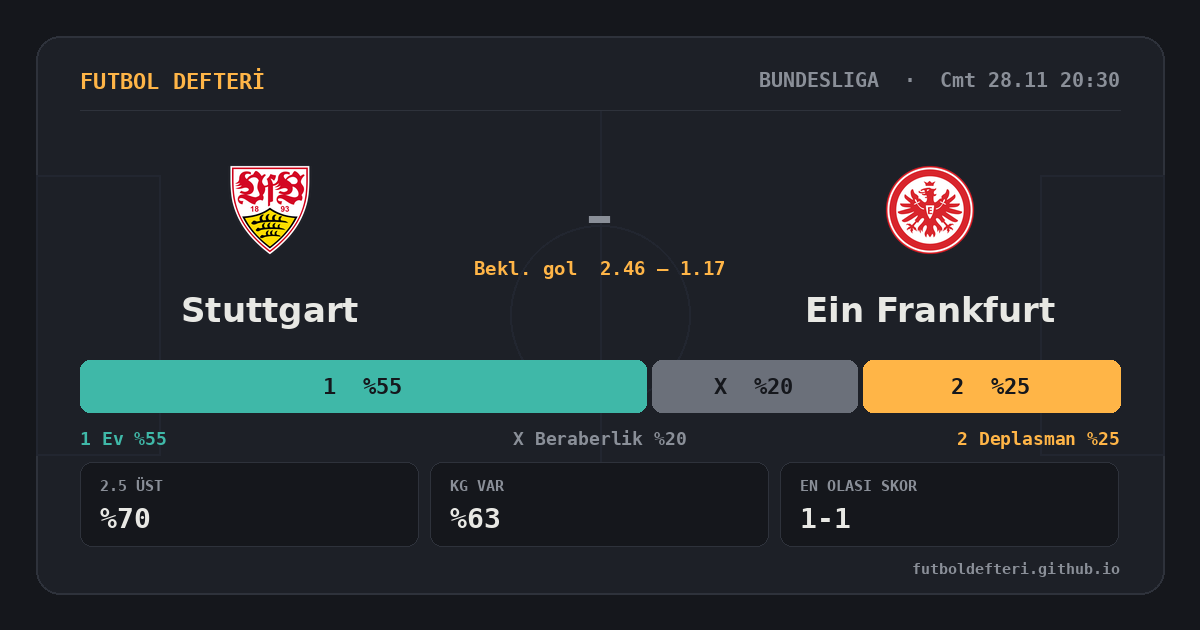 FUTBOL DEFTERİ
BUNDESLIGA · Cmt 28.11 20:30
18 93
E
–
Bekl. gol 2.46 — 1.17
Stuttgart
Ein Frankfurt
1 %55
X %20
2 %25
1 Ev %55
X Beraberlik %20
2 Deplasman %25
2.5 ÜST
%70
KG VAR
%63
EN OLASI SKOR
1-1
futboldefteri.github.io